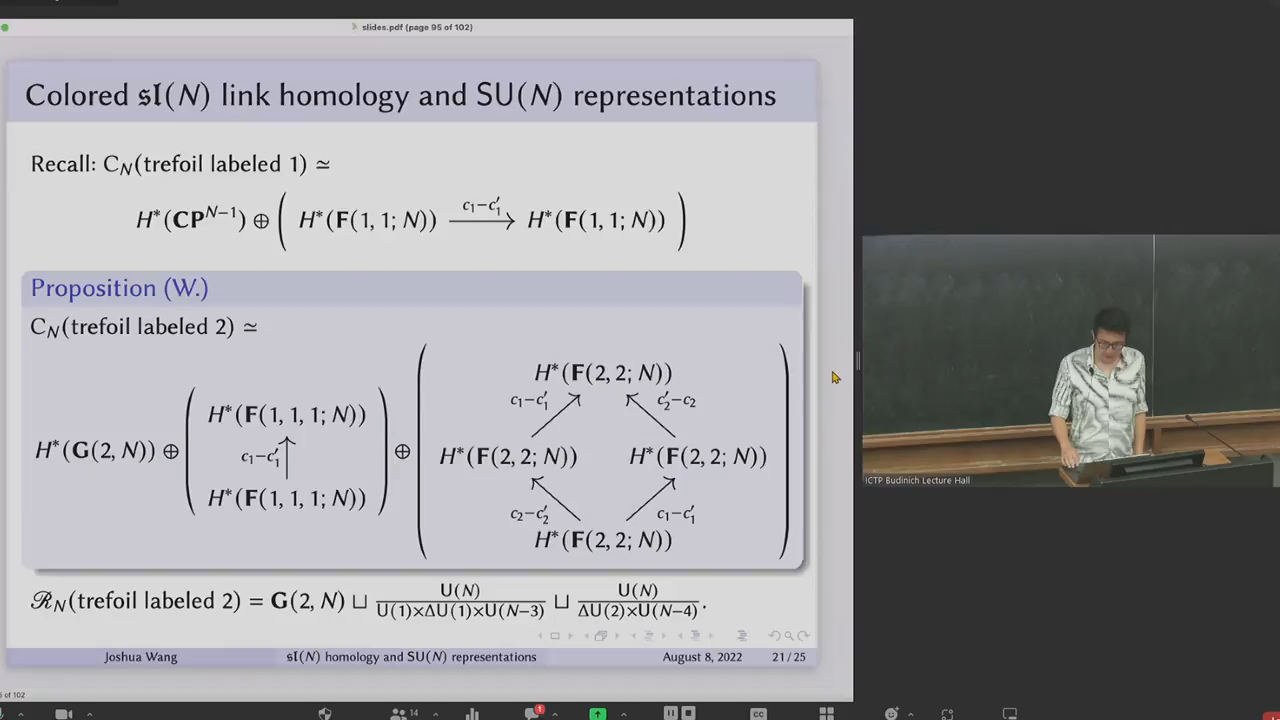 slides.pdf (page 95 of 102)
Colored 𝔰𝔩(N) link homology and SU(N) representations
Recall: C_N(trefoil labeled 1) ≃
H*(CP^{N−1}) ⊕ ( H*(F(1, 1; N)) —c₁−c′₁→ H*(F(1, 1; N)) )
Proposition (W.)
C_N(trefoil labeled 2) ≃
H*(F(2, 2; N))
c₁−c′₁ c′₂−c₂
H*(F(1, 1, 1; N))
H*(G(2, N)) ⊕ ( c₁−c′₁ ↑ ) ⊕ ( H*(F(2, 2; N)) H*(F(2, 2; N)) )
H*(F(1, 1, 1; N))
c₂−c′₂ c₁−c′₁
H*(F(2, 2; N))
ℛ_N(trefoil labeled 2) = G(2, N) ⊔ U(N)/(U(1)×ΔU(1)×U(N−3)) ⊔ U(N)/(ΔU(2)×U(N−4)).
Joshua Wang 𝔰𝔩(N) homology and SU(N) representations August 8, 2022 21 / 25
ICTP Budinich Lecture Hall
of 102
14
1
CC